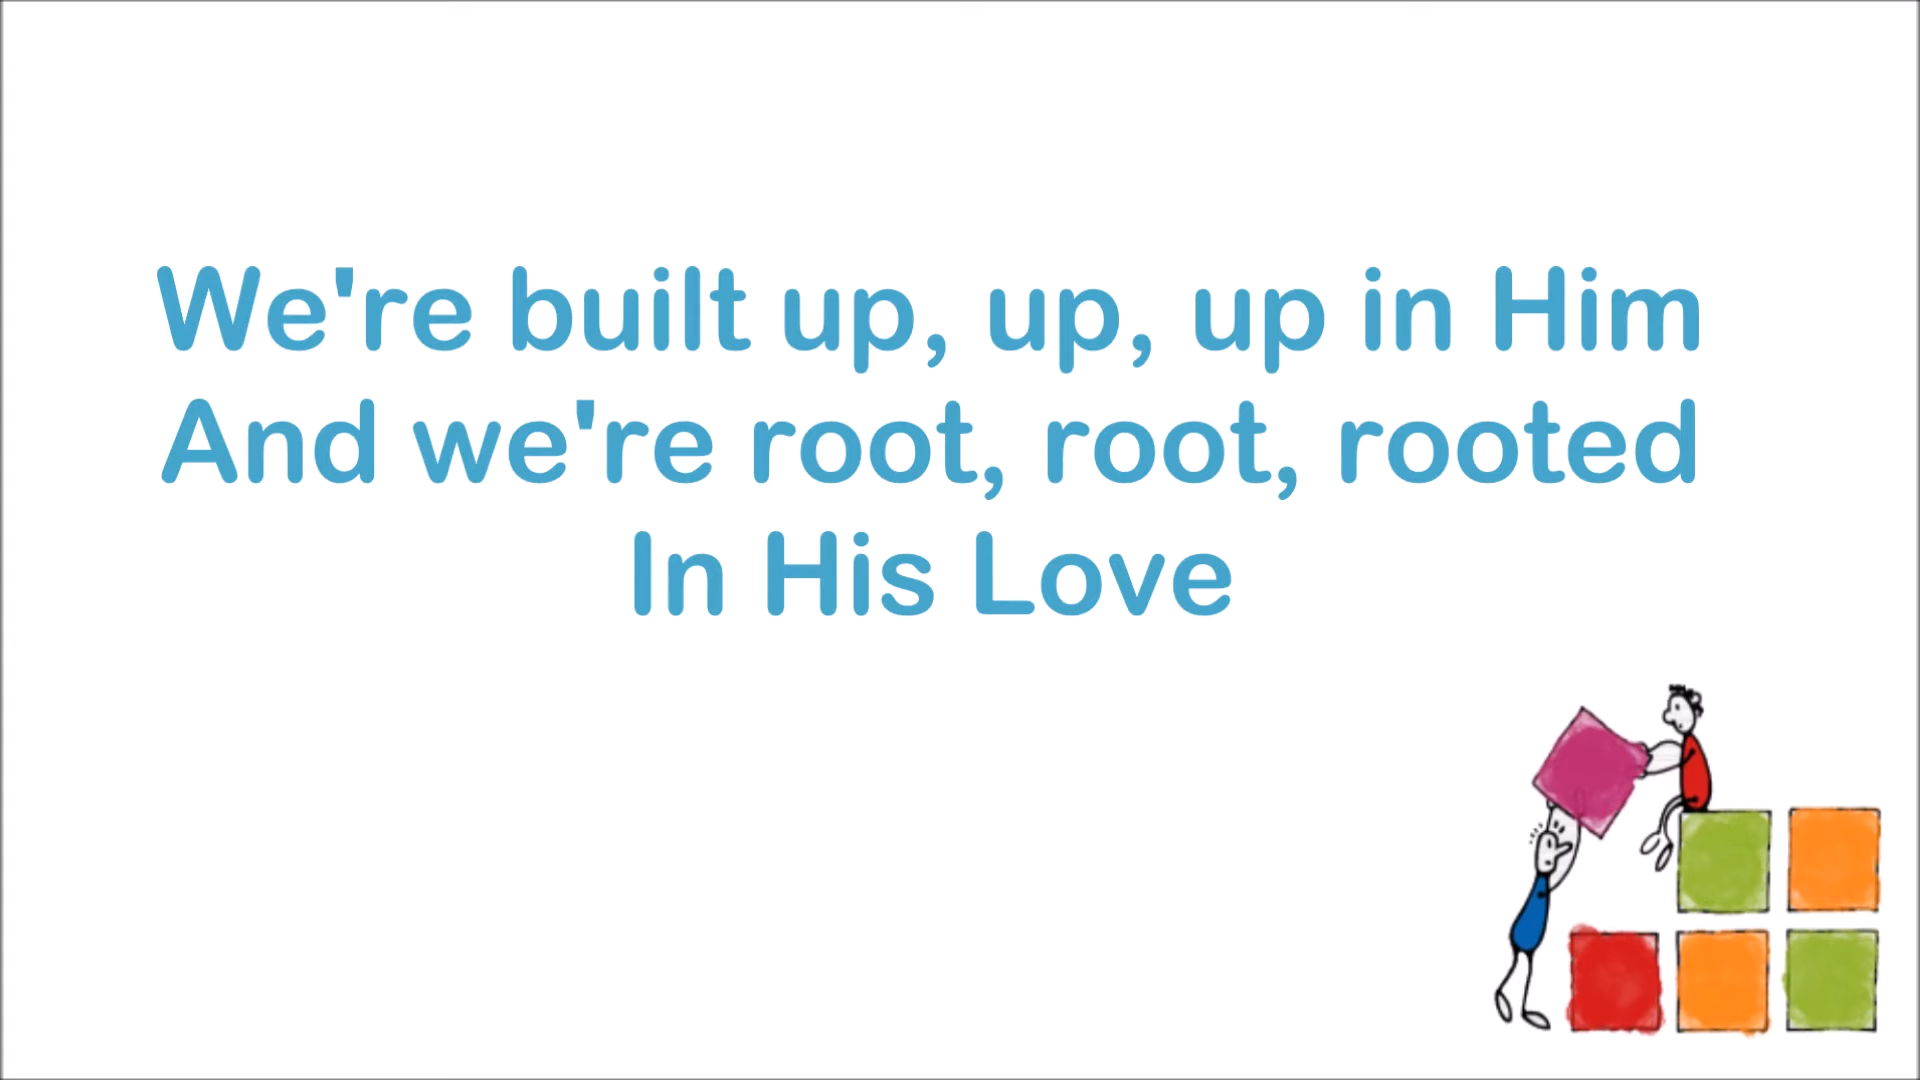 We're built up, up, up in Him
And we're root, root, rooted
In His Love